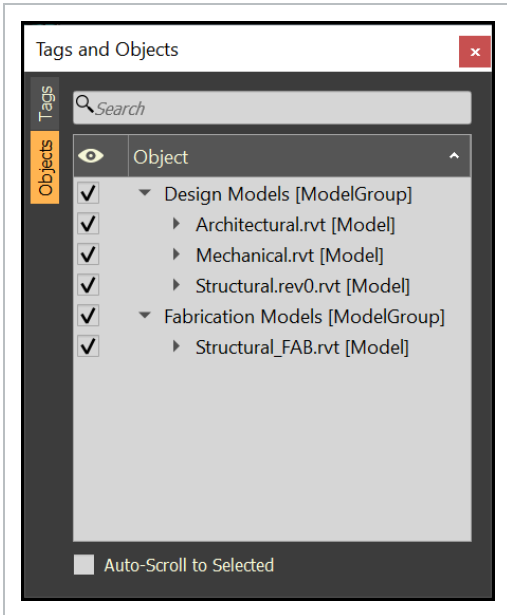 Tags and Objects
x
Tags
Objects
Search
Object
Design Models [ModelGroup]
Architectural.rvt [Model]
Mechanical.rvt [Model]
Structural.rev0.rvt [Model]
Fabrication Models [ModelGroup]
Structural_FAB.rvt [Model]
Auto-Scroll to Selected